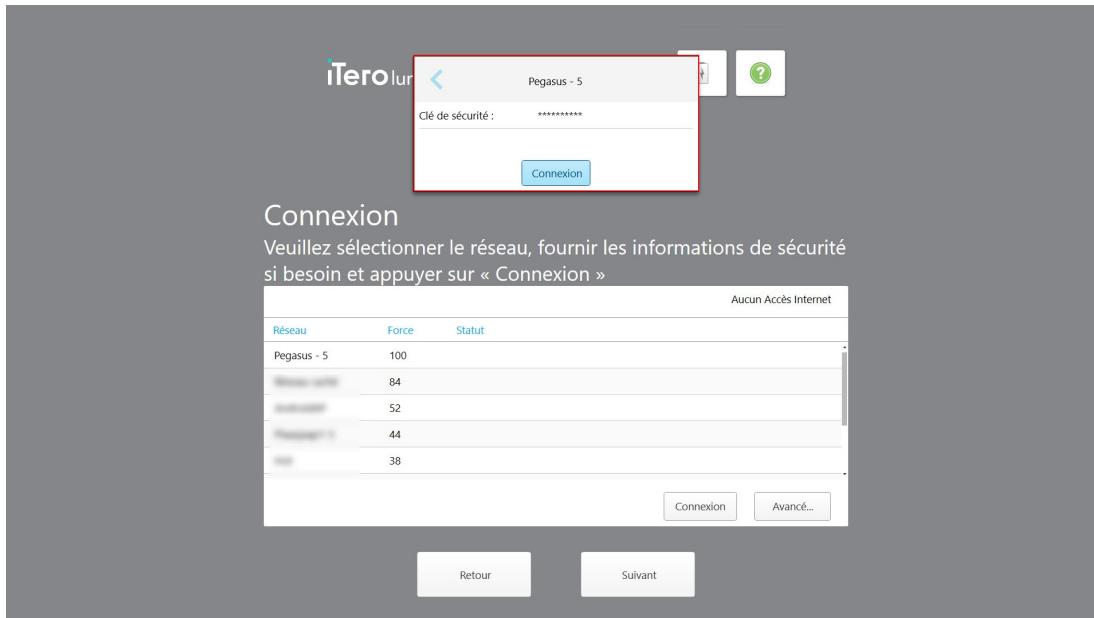 iTero
Pegasus - 5
Clé de sécurité : **********
Connexion
Connexion
Veuillez sélectionner le réseau, fournir les informations de sécurité
si besoin et appuyer sur « Connexion »
Aucun Accès Internet
Réseau Force Statut
Pegasus - 5 100
84
52
44
38
Connexion Avancé...
Retour Suivant